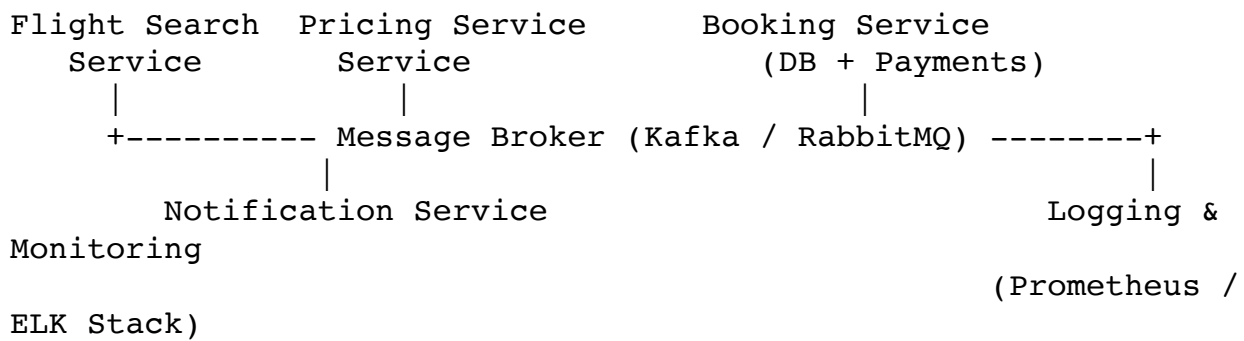 Flight Search  Pricing Service      Booking Service
   Service       Service               (DB + Payments)
     |              |                       |
     +---------- Message Broker (Kafka / RabbitMQ) --------+
                |                                          |
        Notification Service                         Logging &
Monitoring
                                                  (Prometheus /
ELK Stack)